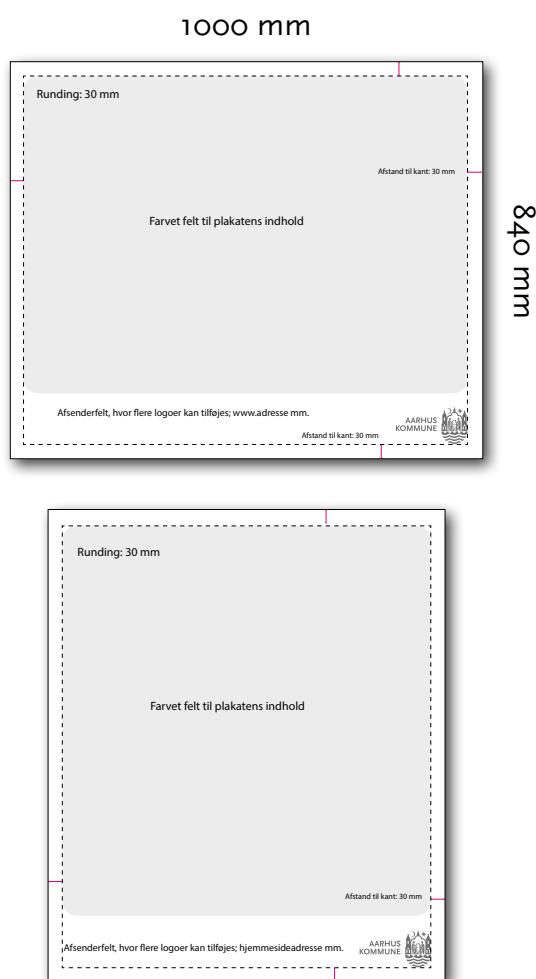 1000 mm
Runding: 30 mm
Afstand til kant: 30 mm
Farvet felt til plakatens indhold
840 mm
Afsenderfelt, hvor flere logoer kan tilføjes; www.adresse mm.
AARHUS
KOMMUNE
Afstand til kant: 30 mm
Runding: 30 mm
Farvet felt til plakatens indhold
Afstand til kant: 30 mm
Afsenderfelt, hvor flere logoer kan tilføjes; hjemmesideadresse mm.
AARHUS
KOMMUNE